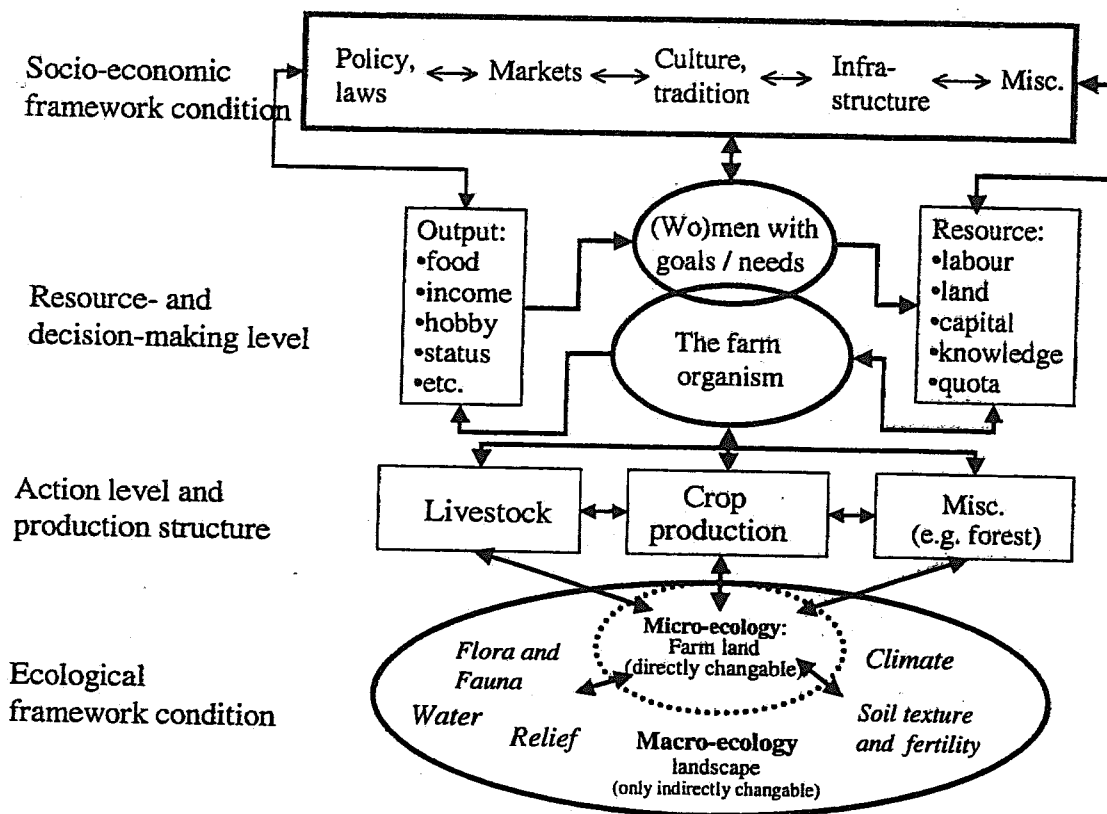 Socio-economic
framework condition
Policy,
laws
Markets
Culture,
tradition
Infra-
structure
Misc.
Resource- and
decision-making level
Output:
•food
•income
•hobby
•status
•etc.
(Wo)men with
goals / needs
The farm
organism
Resource:
•labour
•land
•capital
•knowledge
•quota
Action level and
production structure
Livestock
Crop
production
Misc.
(e.g. forest)
Ecological
framework condition
Flora and
Fauna
Water
Relief
Micro-ecology:
Farm land
(directly changable)
Macro-ecology
landscape
(only indirectly changable)
Climate
Soil texture
and fertility